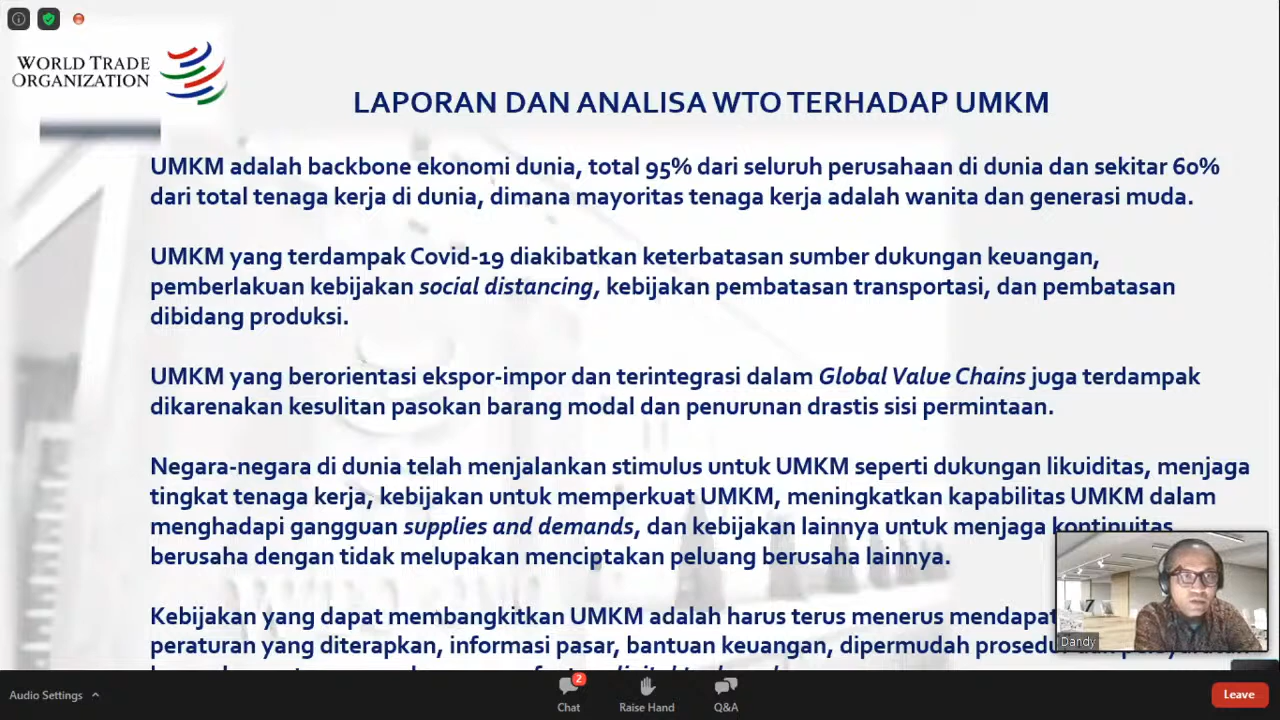 WORLD TRADE
ORGANIZATION
LAPORAN DAN ANALISA WTO TERHADAP UMKM
UMKM adalah backbone ekonomi dunia, total 95% dari seluruh perusahaan di dunia dan sekitar 60%
dari total tenaga kerja di dunia, dimana mayoritas tenaga kerja adalah wanita dan generasi muda.
UMKM yang terdampak Covid-19 diakibatkan keterbatasan sumber dukungan keuangan,
pemberlakuan kebijakan social distancing, kebijakan pembatasan transportasi, dan pembatasan
dibidang produksi.
UMKM yang berorientasi ekspor-impor dan terintegrasi dalam Global Value Chains juga terdampak
dikarenakan kesulitan pasokan barang modal dan penurunan drastis sisi permintaan.
Negara-negara di dunia telah menjalankan stimulus untuk UMKM seperti dukungan likuiditas, menjaga
tingkat tenaga kerja, kebijakan untuk memperkuat UMKM, meningkatkan kapabilitas UMKM dalam
menghadapi gangguan supplies and demands, dan kebijakan lainnya untuk menjaga kontinuitas
berusaha dengan tidak melupakan menciptakan peluang berusaha lainnya.
Kebijakan yang dapat membangkitkan UMKM adalah harus terus menerus mendapat
peraturan yang diterapkan, informasi pasar, bantuan keuangan, dipermudah prosedur
Dandy
Audio Settings
2
Chat
Raise Hand
Q&A
Leave